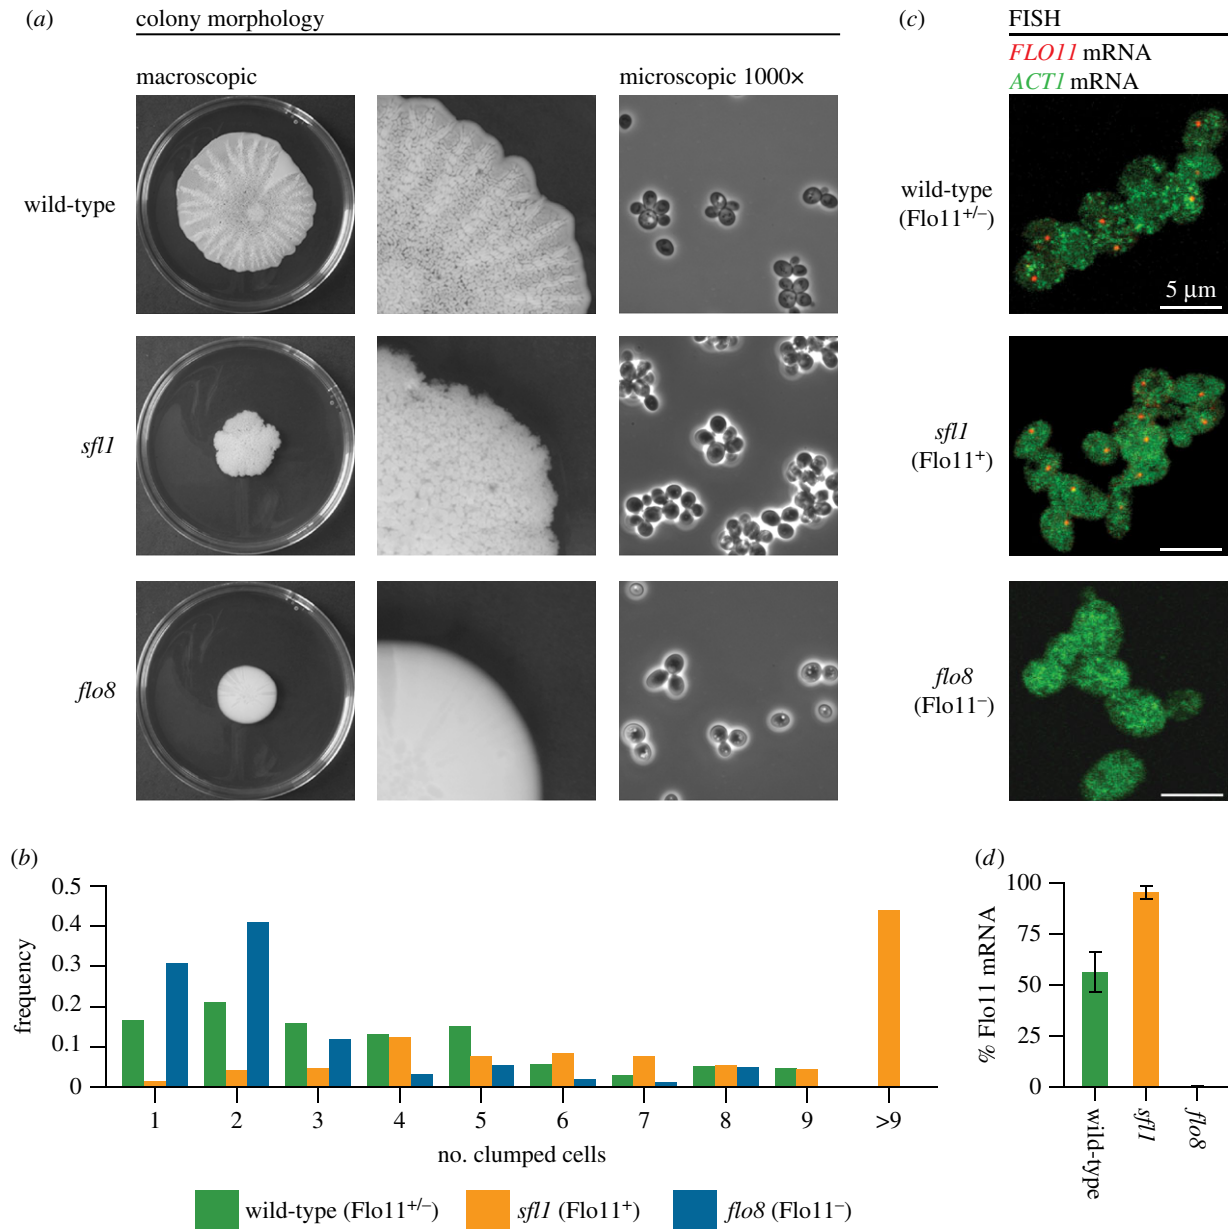 (a) colony morphology
macroscopic microscopic 1000×
wild-type
sfl1
flo8
(c) FISH
FLO11 mRNA
ACT1 mRNA
wild-type
(Flo11+/–)
5 μm
sfl1
(Flo11+)
flo8
(Flo11–)
(b)
frequency
0.5
0.4
0.3
0.2
0.1
0
1 2 3 4 5 6 7 8 9 >9
no. clumped cells
wild-type (Flo11+/–) sfl1 (Flo11+) flo8 (Flo11–)
(d)
% Flo11 mRNA
100
75
50
25
0
wild-type
sfl1
flo8